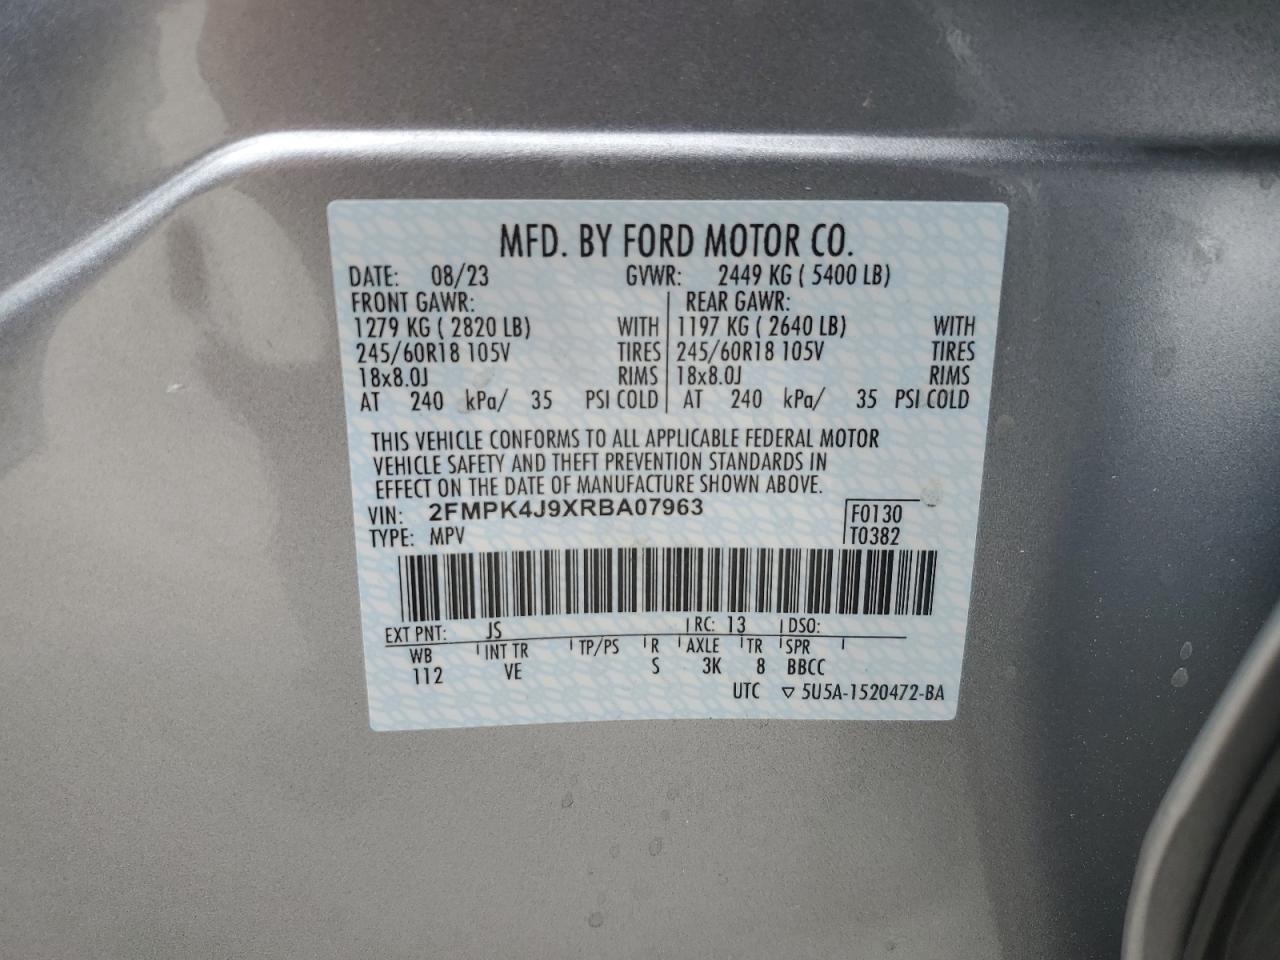 MFD. BY FORD MOTOR CO.
DATE: 08/23 GVWR: 2449 KG ( 5400 LB)
FRONT GAWR: REAR GAWR:
1279 KG ( 2820 LB) WITH 1197 KG ( 2640 LB) WITH
245/60R18 105V TIRES 245/60R18 105V TIRES
18x8.0J RIMS 18x8.0J RIMS
AT 240 kPa/ 35 PSI COLD AT 240 kPa/ 35 PSI COLD
THIS VEHICLE CONFORMS TO ALL APPLICABLE FEDERAL MOTOR
VEHICLE SAFETY AND THEFT PREVENTION STANDARDS IN
EFFECT ON THE DATE OF MANUFACTURE SHOWN ABOVE.
VIN: 2FMPK4J9XRBA07963 F0130
TYPE: MPV T0382
EXT PNT: JS RC: 13 DSO:
WB INT TR TP/PS R AXLE TR SPR
112 VE S 3K 8 BBCC
UTC ▽ 5U5A-1520472-BA